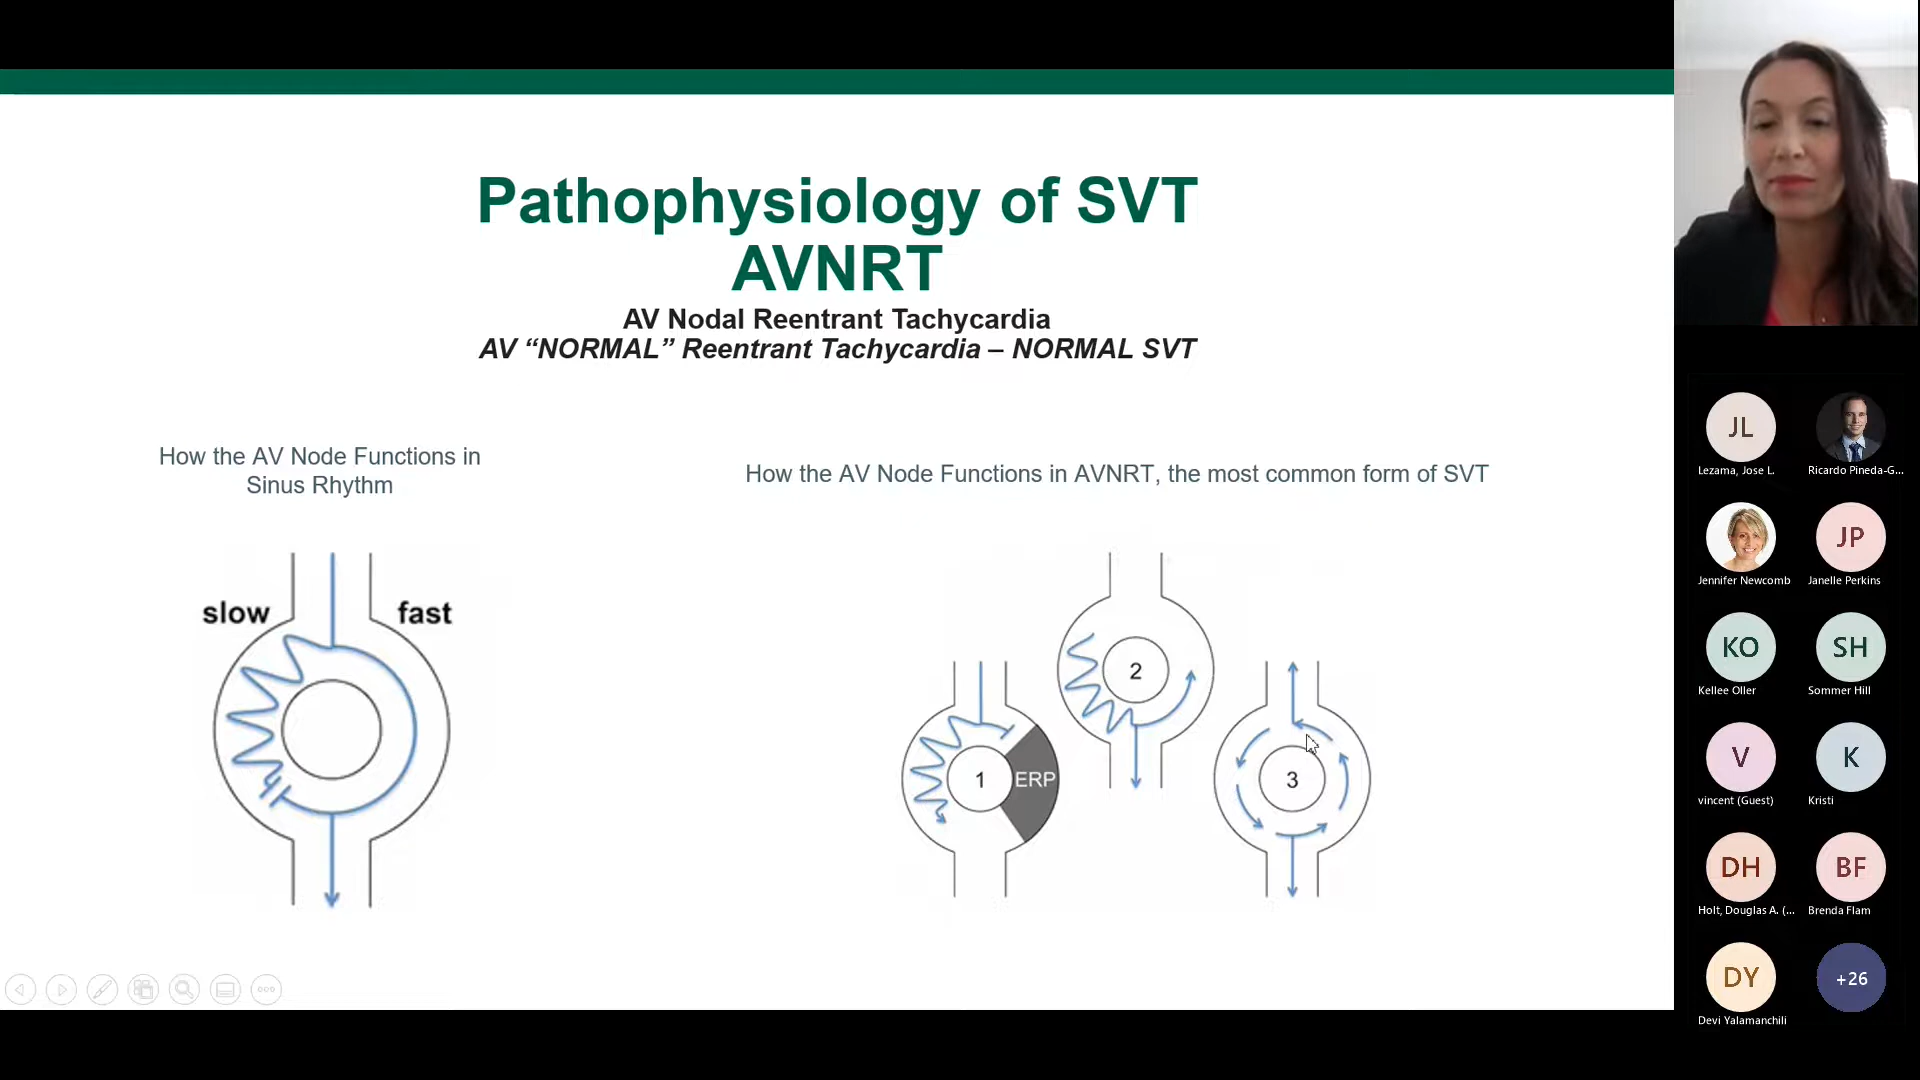 Pathophysiology of SVT
AVNRT
AV Nodal Reentrant Tachycardia
AV “NORMAL” Reentrant Tachycardia – NORMAL SVT
How the AV Node Functions in
Sinus Rhythm
How the AV Node Functions in AVNRT, the most common form of SVT
slow
fast
1
ERP
2
3
JL
Lezama, Jose L.
Ricardo Pineda-G...
Jennifer Newcomb
JP
Janelle Perkins
KO
Kellee Oller
SH
Sommer Hill
V
vincent (Guest)
K
Kristi
DH
Holt, Douglas A. (...
BF
Brenda Flam
DY
Devi Yalamanchili
+26